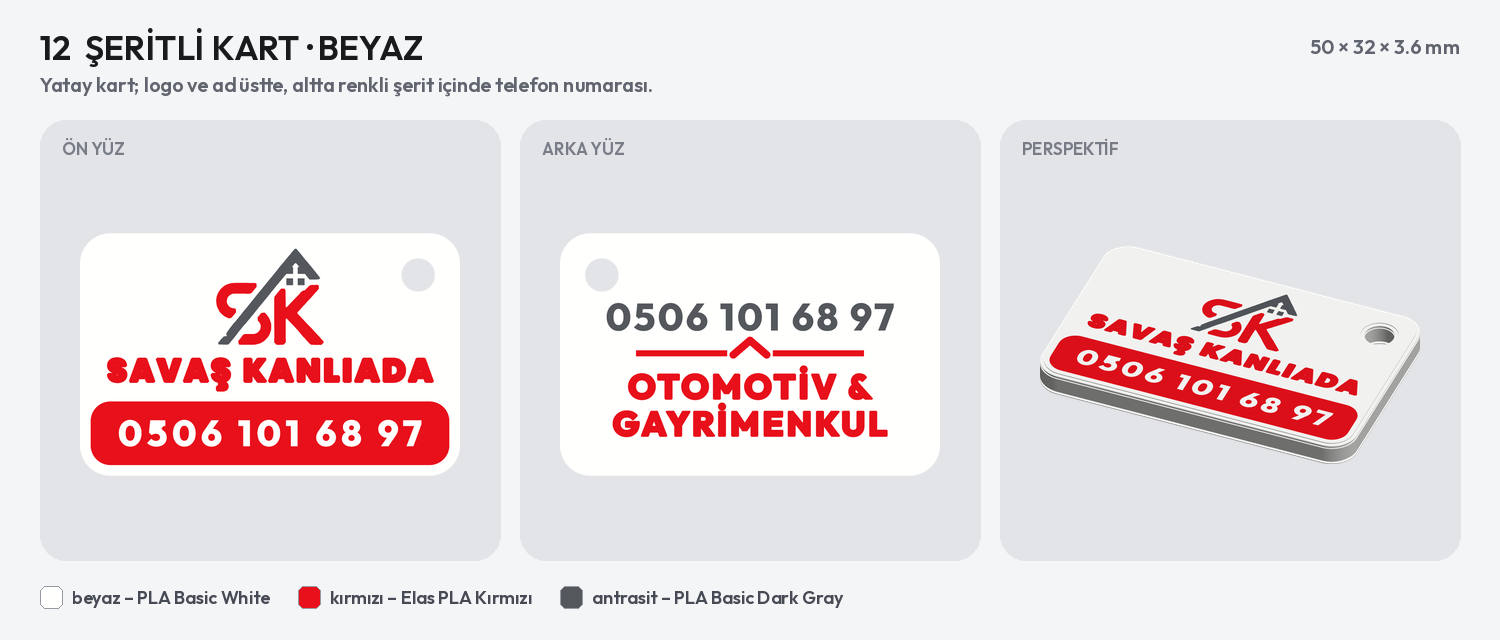 12 ŞERİTLİ KART · BEYAZ
50 × 32 × 3.6 mm
Yatay kart; logo ve ad üstte, altta renkli şerit içinde telefon numarası.
ÖN YÜZ
SK
SAVAŞ KANLIADA
0506 101 68 97
ARKA YÜZ
0506 101 68 97
OTOMOTİV &
GAYRİMENKUL
PERSPEKTİF
SK
SAVAŞ KANLIADA
0506 101 68 97
beyaz – PLA Basic White
kırmızı – Elas PLA Kırmızı
antrasit – PLA Basic Dark Gray